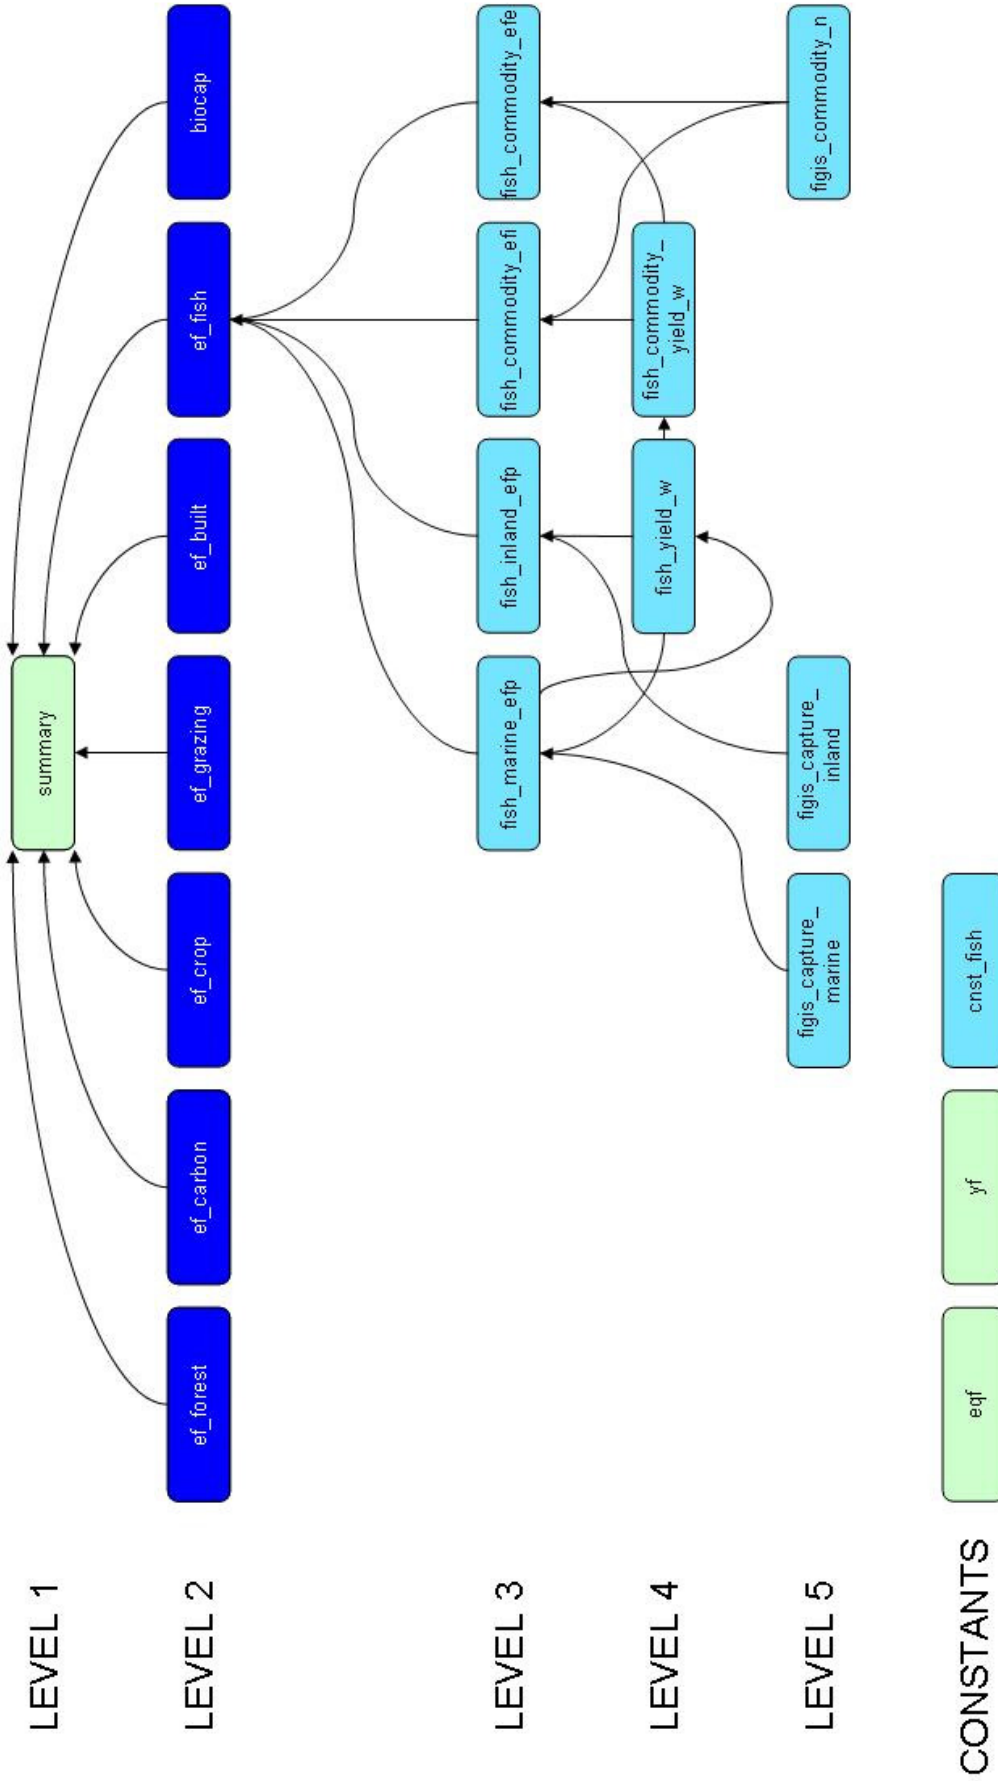 LEVEL 1
summary
LEVEL 2
ef_forest
ef_carbon
ef_crop
ef_grazing
ef_built
ef_fish
biocap
LEVEL 3
fish_marine_efp
fish_inland_efp
fish_commodity_efi
fish_commodity_efe
LEVEL 4
fish_yield_w
fish_commodity_
yield_w
LEVEL 5
figis_capture_
marine
figis_capture_
inland
figis_commodity_n
CONSTANTS
eqf
yf
cnst_fish